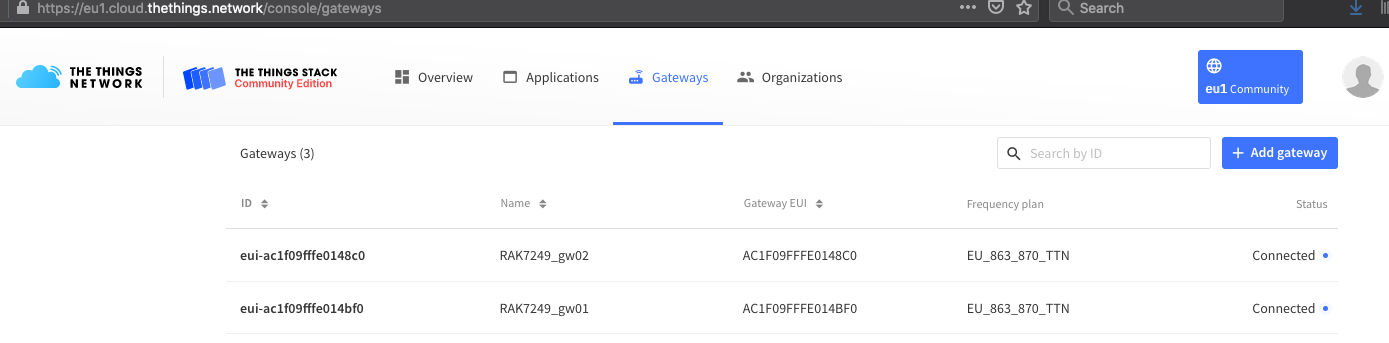 https://eu1.cloud.thethings.network/console/gateways
Search
THE THINGS NETWORK
THE THINGS STACK
Community Edition
Overview
Applications
Gateways
Organizations
eu1 Community
Gateways (3)
Search by ID
+ Add gateway
ID Name Gateway EUI Frequency plan Status
eui-ac1f09fffe0148c0 RAK7249_gw02 AC1F09FFFE0148C0 EU_863_870_TTN Connected
eui-ac1f09fffe014bf0 RAK7249_gw01 AC1F09FFFE014BF0 EU_863_870_TTN Connected